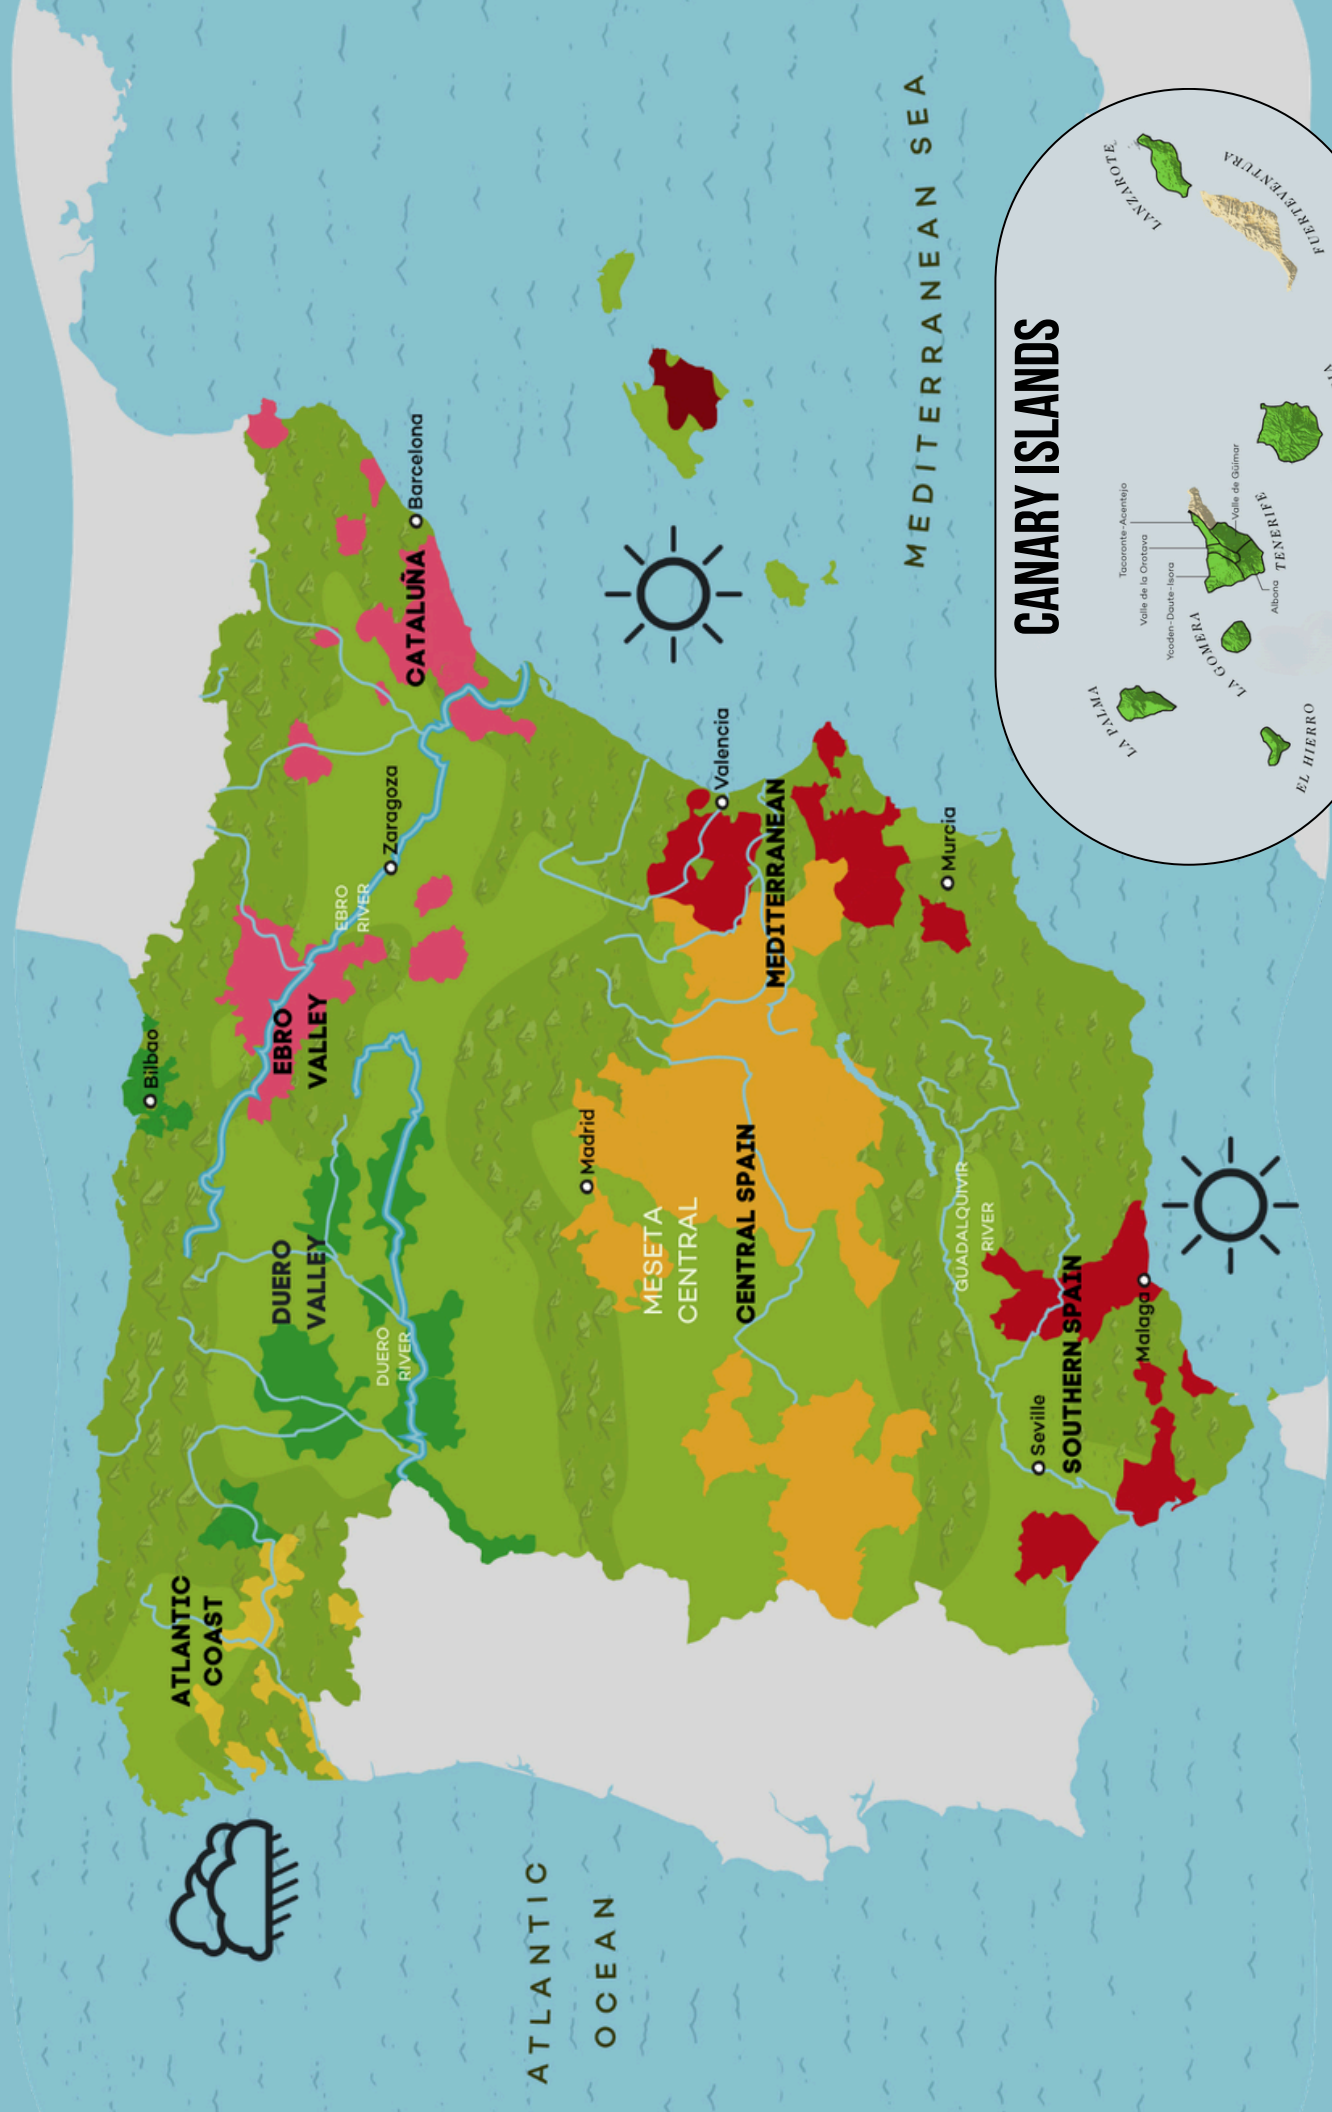 ATLANTIC
COAST
Bilbao
DUERO
VALLEY
EBRO
VALLEY
EBRO
RIVER
Zaragoza
CATALUÑA
Barcelona
DUERO
RIVER
ATLANTIC
OCEAN
Madrid
MESETA
CENTRAL
CENTRAL SPAIN
Valencia
MEDITERRANEAN
MEDITERRANEAN SEA
Murcia
GUADALQUIVIR
RIVER
Seville
SOUTHERN SPAIN
Malaga
CANARY ISLANDS
LA PALMA
LANZAROTE
Tacoronte-Acentejo
Valle de la Orotava
Ycoden-Daute-Isora
LA GOMERA
Valle de Güimar
TENERIFE
Albona
FUERTEVENTURA
EL HIERRO